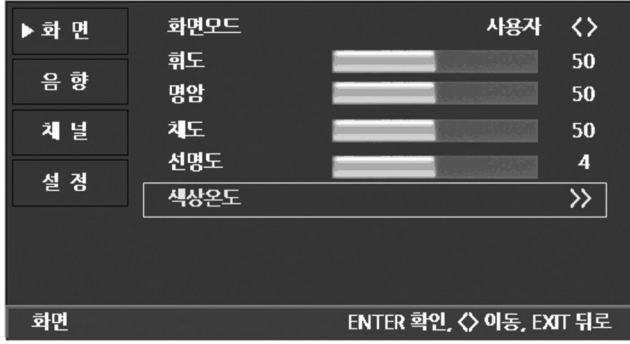 ▶화 면
음 향
채 널
설 정
화면모드 사용자 <>
휘도 50
명암 50
채도 50
선명도 4
색상온도 >>
화면 ENTER 확인, <> 이동, EXIT 뒤로